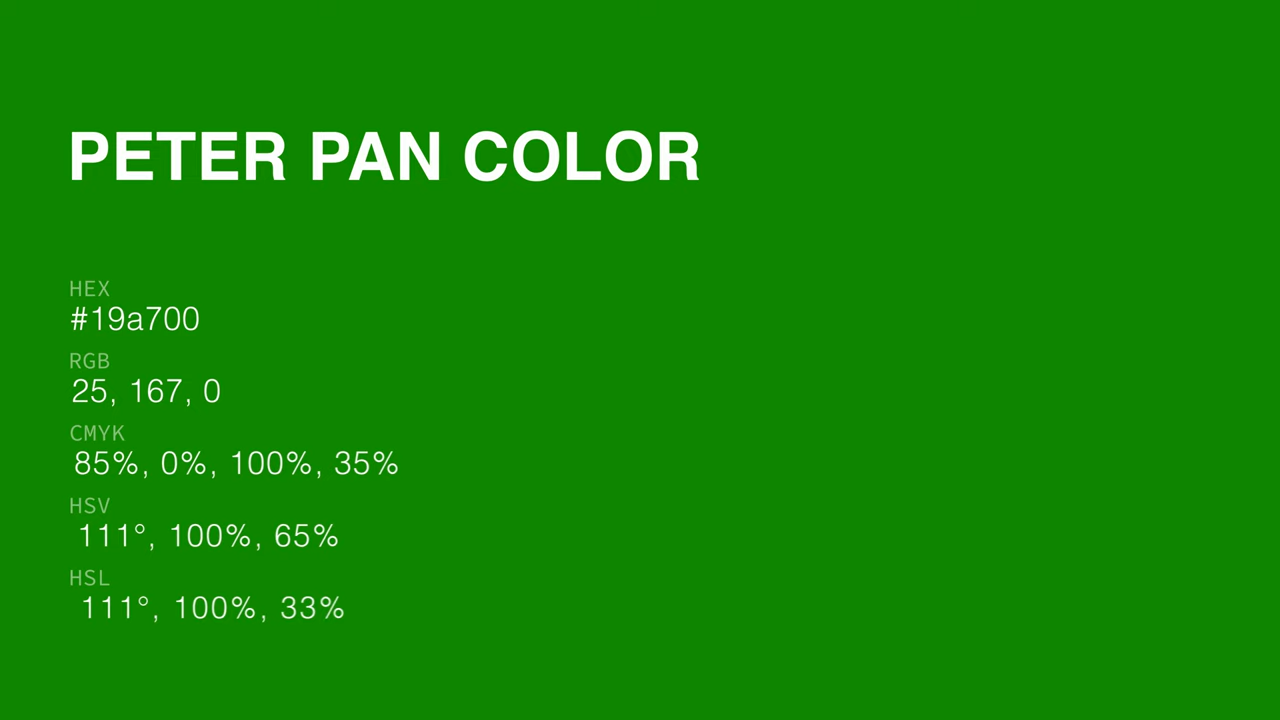 PETER PAN COLOR
HEX
#19a700
RGB
25, 167, 0
CMYK
85%, 0%, 100%, 35%
HSV
111°, 100%, 65%
HSL
111°, 100%, 33%